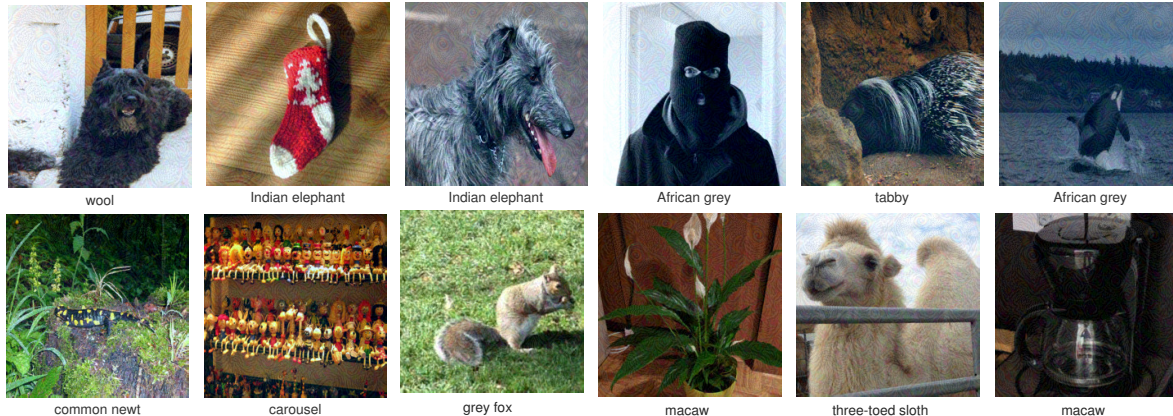 wool
Indian elephant
Indian elephant
African grey
tabby
African grey
common newt
carousel
grey fox
macaw
three-toed sloth
macaw